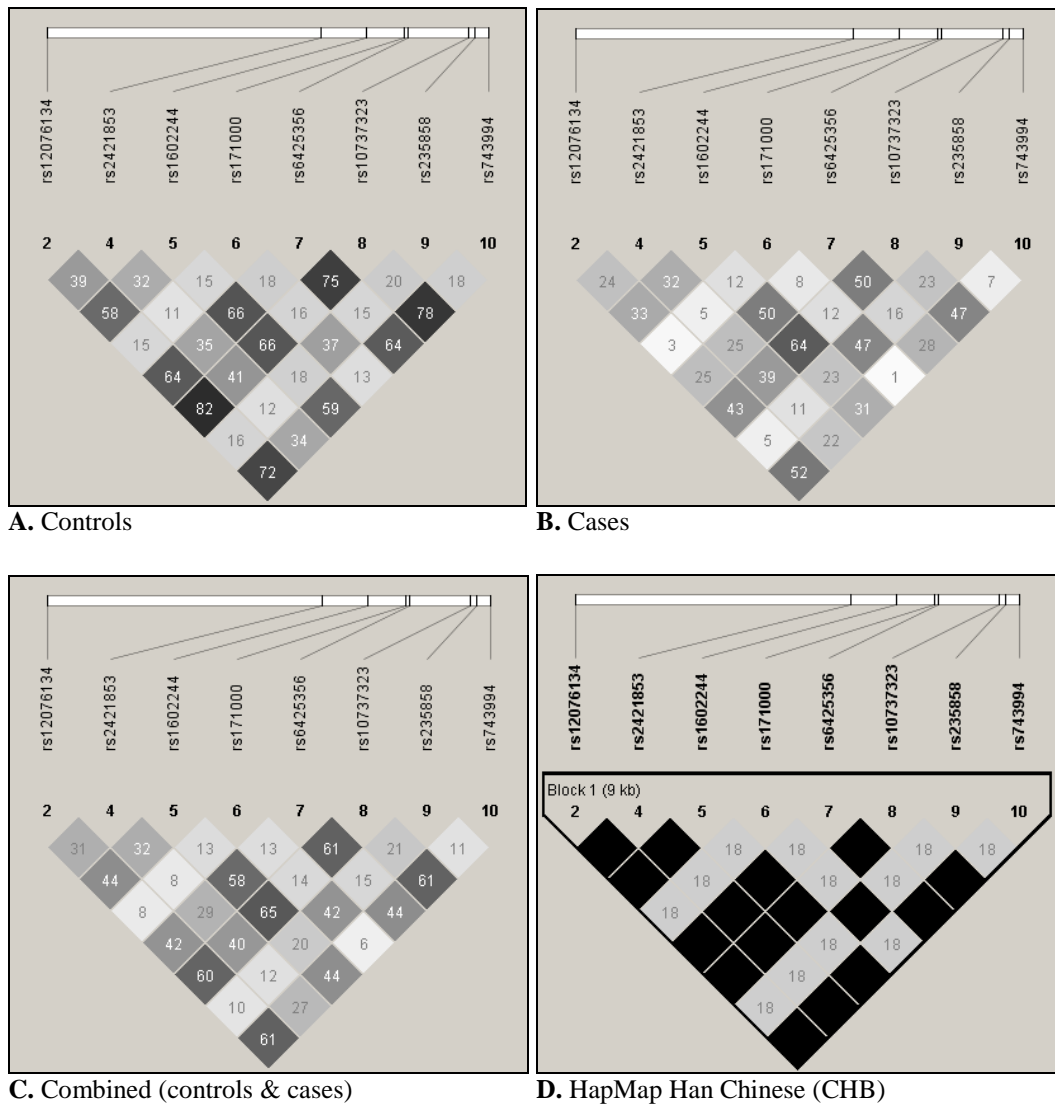 rs12076134
rs2421853
rs1602244
rs171000
rs6425356
rs10737323
rs235858
rs743994
2 4 5 6 7 8 9 10
39 32 15 18 75 20 18
58 11 66 16 15 78
15 35 66 37 64
64 41 18 13
82 12 59
16 34
72
A. Controls
rs12076134
rs2421853
rs1602244
rs171000
rs6425356
rs10737323
rs235858
rs743994
2 4 5 6 7 8 9 10
24 32 12 8 50 23 7
33 5 50 12 16 47
3 25 64 47 28
25 39 23 1
43 11 31
5 22
52
B. Cases
rs12076134
rs2421853
rs1602244
rs171000
rs6425356
rs10737323
rs235858
rs743994
2 4 5 6 7 8 9 10
31 32 13 13 61 21 11
44 8 58 14 15 61
8 29 65 42 44
42 40 20 6
60 12 44
10 27
61
C. Combined (controls & cases)
rs12076134
rs2421853
rs1602244
rs171000
rs6425356
rs10737323
rs235858
rs743994
Block 1 (9 kb)
2 4 5 6 7 8 9 10
18 18 18 18
18 18 18
18
18 18
18
18
D. HapMap Han Chinese (CHB)